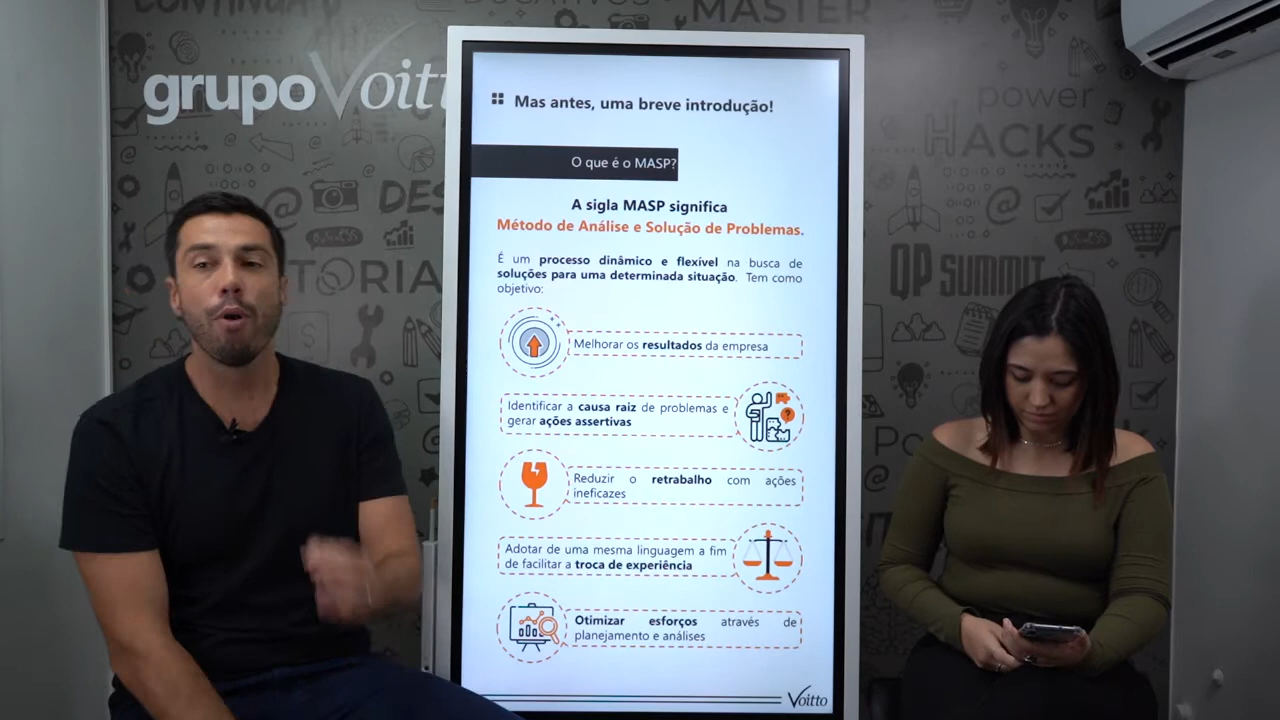 MASTER
grupoVoitto
power
HACKS
QP SUMMIT
Mas antes, uma breve introdução!
O que é o MASP?
A sigla MASP significa
Método de Análise e Solução de Problemas.
É um processo dinâmico e flexível na busca de
soluções para uma determinada situação. Tem como
objetivo:
Melhorar os resultados da empresa
Identificar a causa raiz de problemas e
gerar ações assertivas
Reduzir o retrabalho com ações
ineficazes
Adotar de uma mesma linguagem a fim
de facilitar a troca de experiência
Otimizar esforços através de
planejamento e análises
Voitto